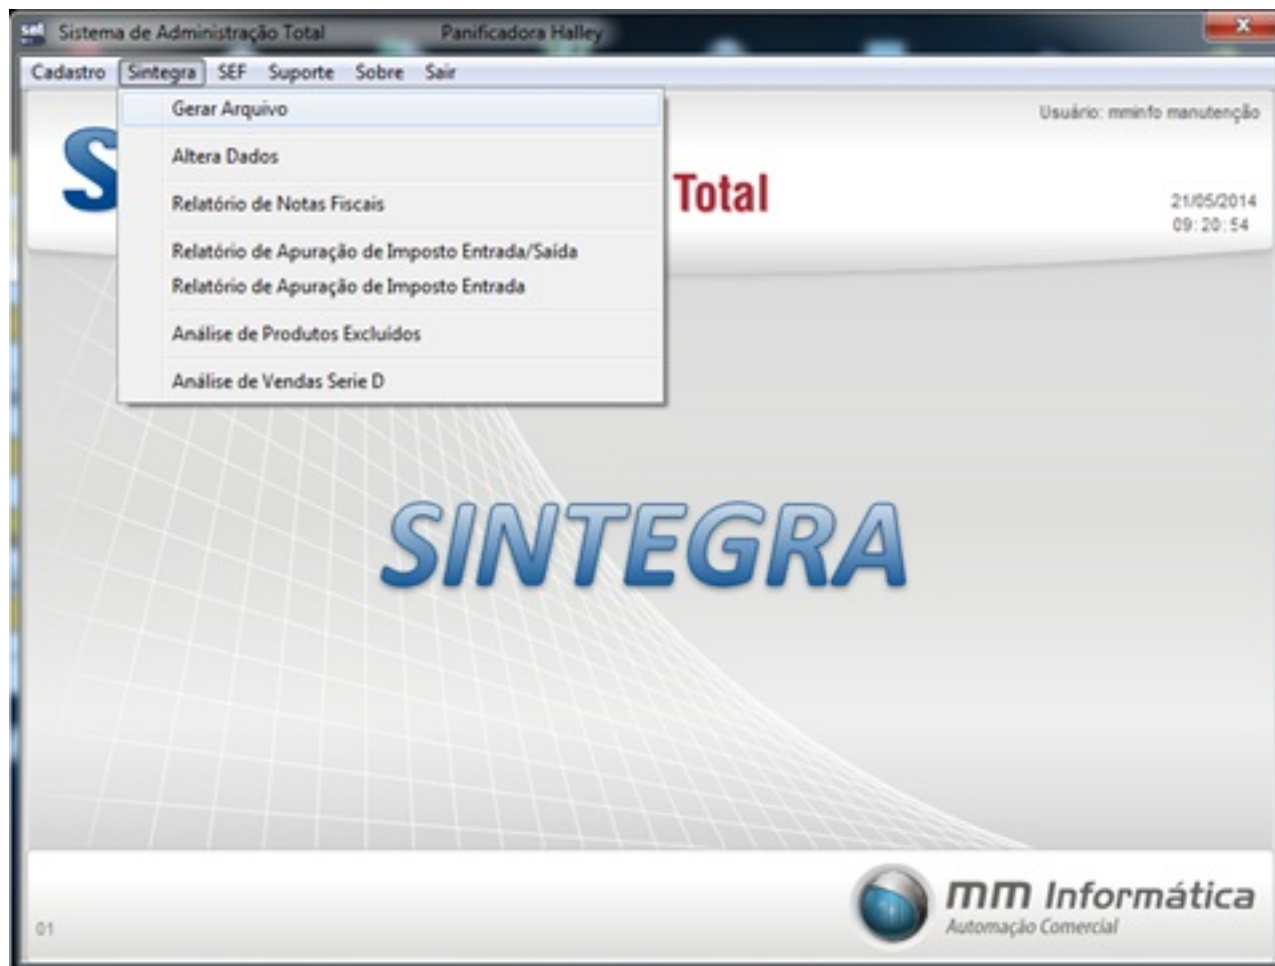 sat Sistema de Administração Total Panificadora Halley
Cadastro Sintegra SEF Suporte Sobre Sair
Gerar Arquivo
Usuário: mminfo manutenção
Altera Dados
S Total
Relatório de Notas Fiscais
21/05/2014
09:20:54
Relatório de Apuração de Imposto Entrada/Saída
Relatório de Apuração de Imposto Entrada
Análise de Produtos Excluídos
Análise de Vendas Serie D
SINTEGRA
mm Informática
Automação Comercial
01